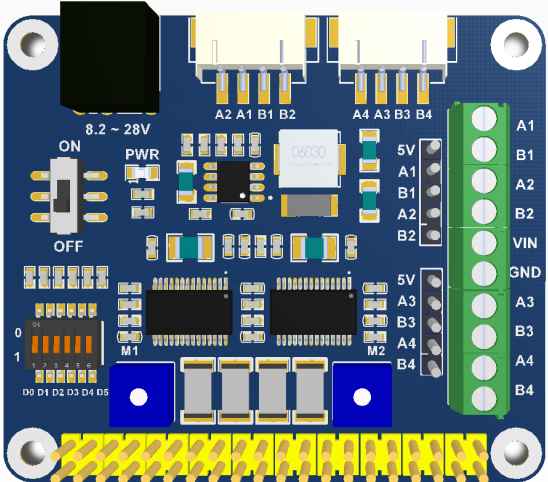 A2 A1 B1 B2
A4 A3 B3 B4
8.2 ~ 28V
ON
OFF
PWR
06030
5V
A1
B1
A2
B2
5V
A3
B3
A4
B4
A1
B1
A2
B2
VIN
GND
A3
B3
A4
B4
M1
M2
0
1
ON
1 2 3 4 5 6
D0 D1 D2 D3 D4 D5